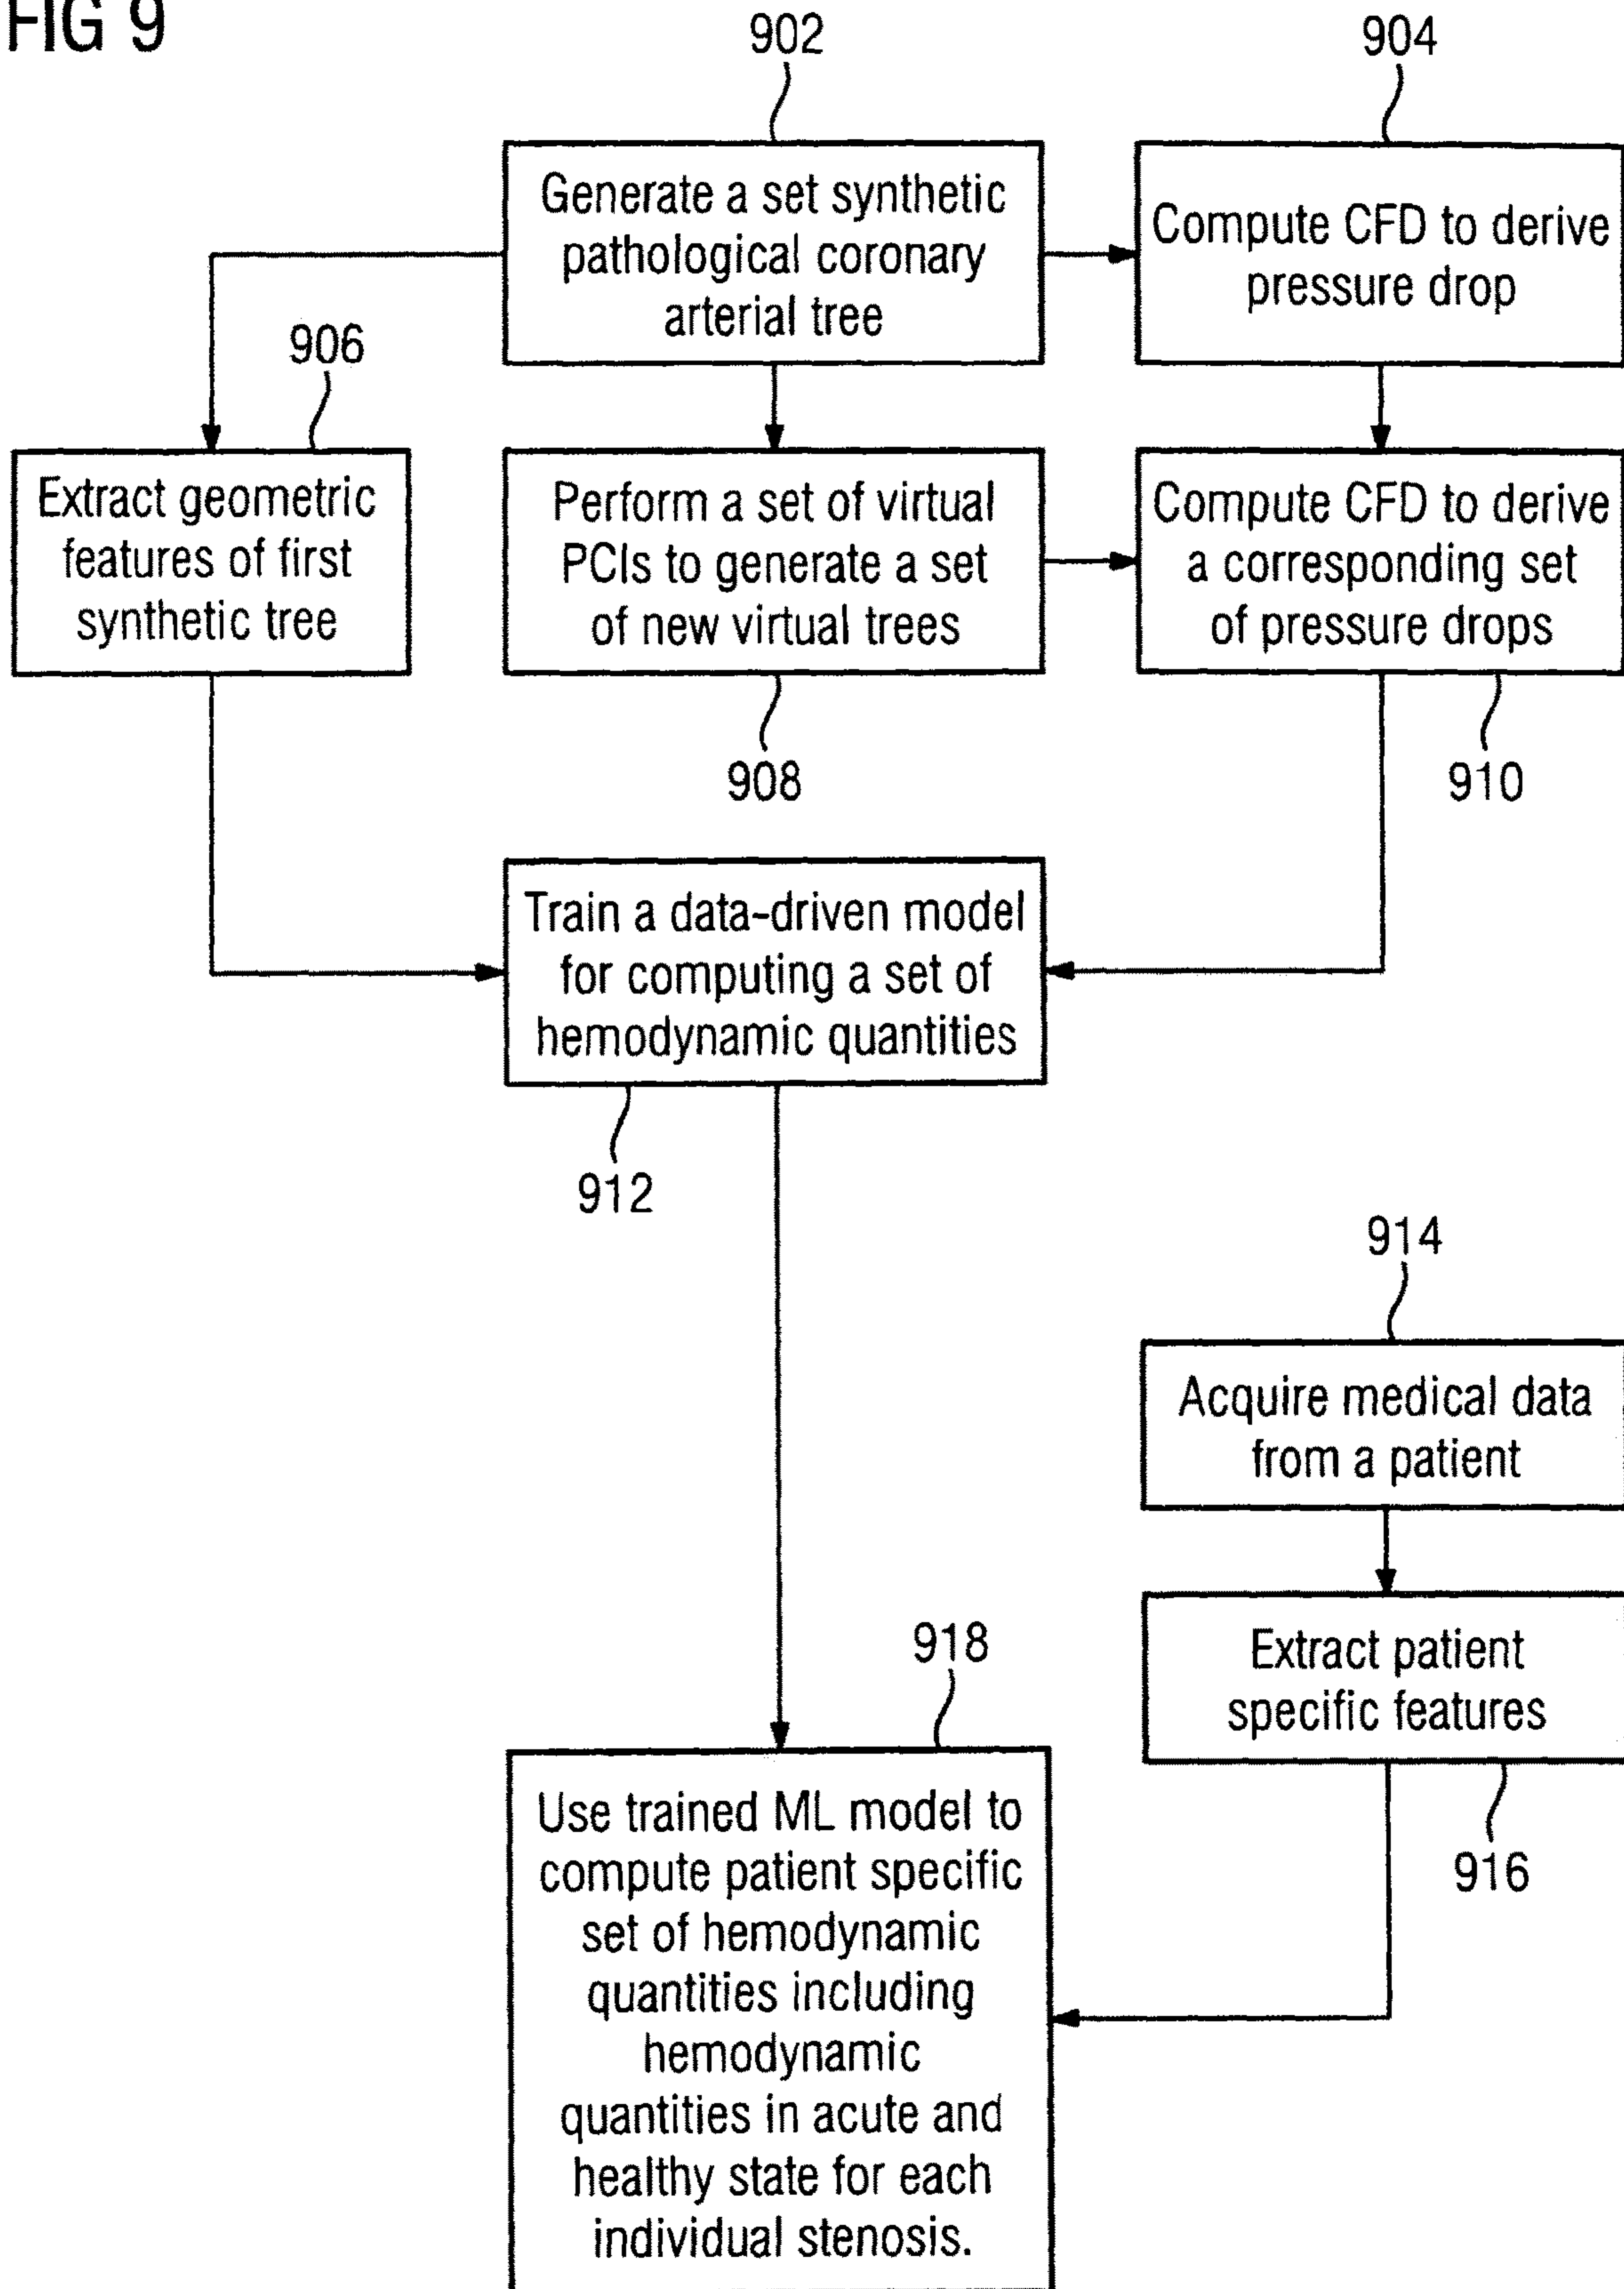 FIG 9
902
904
Generate a set synthetic
pathological coronary
arterial tree
Compute CFD to derive
pressure drop
906
Extract geometric
features of first
synthetic tree
Perform a set of virtual
PCIs to generate a set
of new virtual trees
Compute CFD to derive
a corresponding set
of pressure drops
908
910
Train a data-driven model
for computing a set of
hemodynamic quantities
912
914
Acquire medical data
from a patient
Extract patient
specific features
916
918
Use trained ML model to
compute patient specific
set of hemodynamic
quantities including
hemodynamic
quantities in acute and
healthy state for each
individual stenosis.